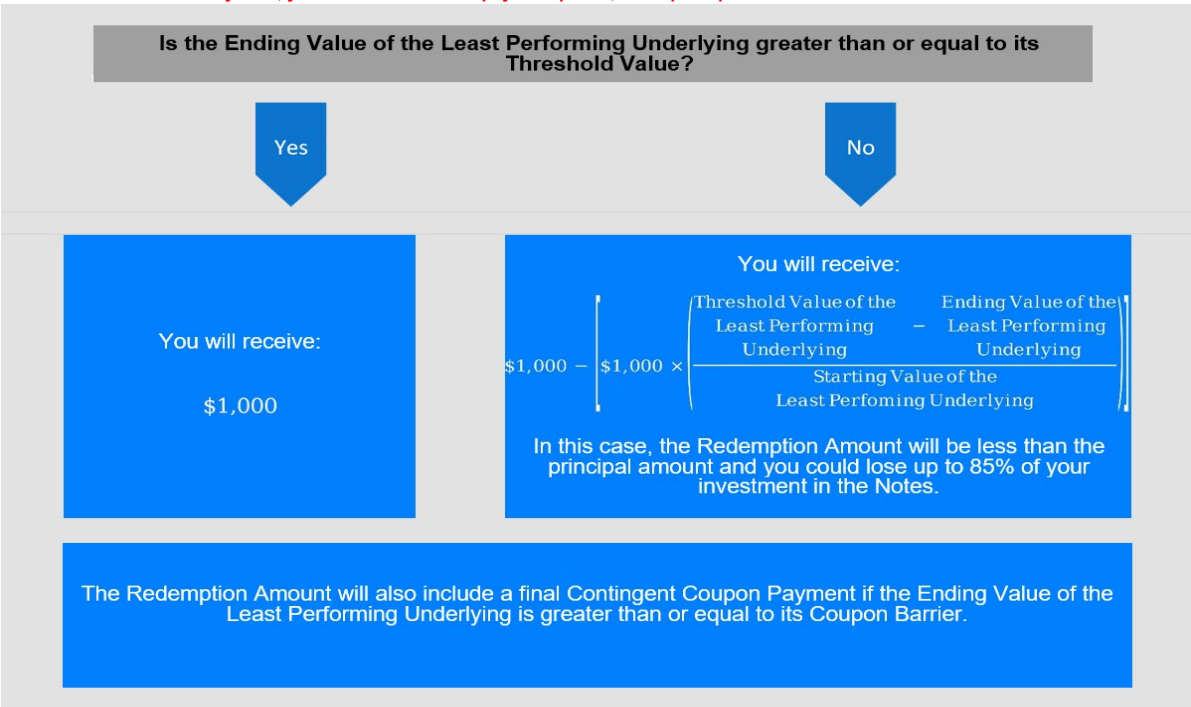 Is the Ending Value of the Least Performing Underlying greater than or equal to its
Threshold Value?
Yes
No
You will receive:
$1,000
You will receive:
$1,000 − [$1,000 × (
Threshold Value of the
Least Performing
Underlying
−
Ending Value of the
Least Performing
Underlying
Starting Value of the
Least Perfoming Underlying
)]
In this case, the Redemption Amount will be less than the
principal amount and you could lose up to 85% of your
investment in the Notes.
The Redemption Amount will also include a final Contingent Coupon Payment if the Ending Value of the
Least Performing Underlying is greater than or equal to its Coupon Barrier.